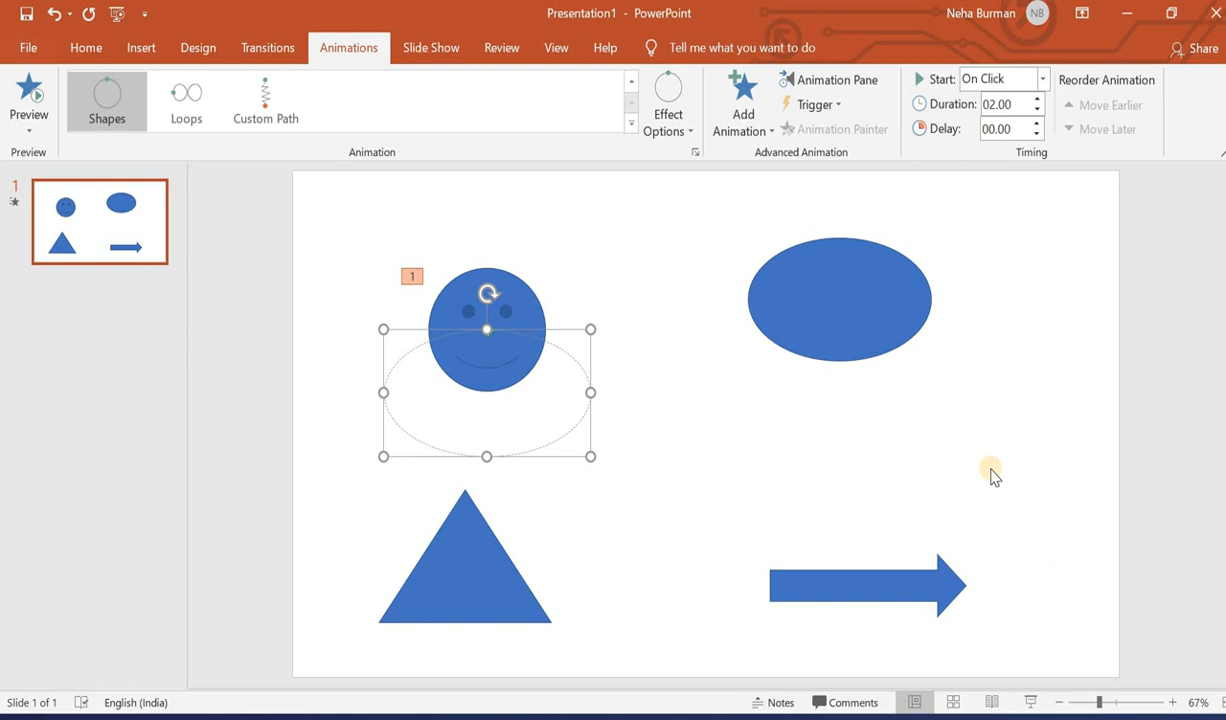 Presentation1 - PowerPoint
Neha Burman NB
File Home Insert Design Transitions Animations Slide Show Review View Help Tell me what you want to do Share
Preview
Shapes Loops Custom Path
Effect Options
Add Animation
Animation Pane
Trigger
Animation Painter
Start: On Click
Duration: 02.00
Delay: 00.00
Reorder Animation
Move Earlier
Move Later
Preview Animation Advanced Animation Timing
1
1
Slide 1 of 1 English (India) Notes Comments 67%